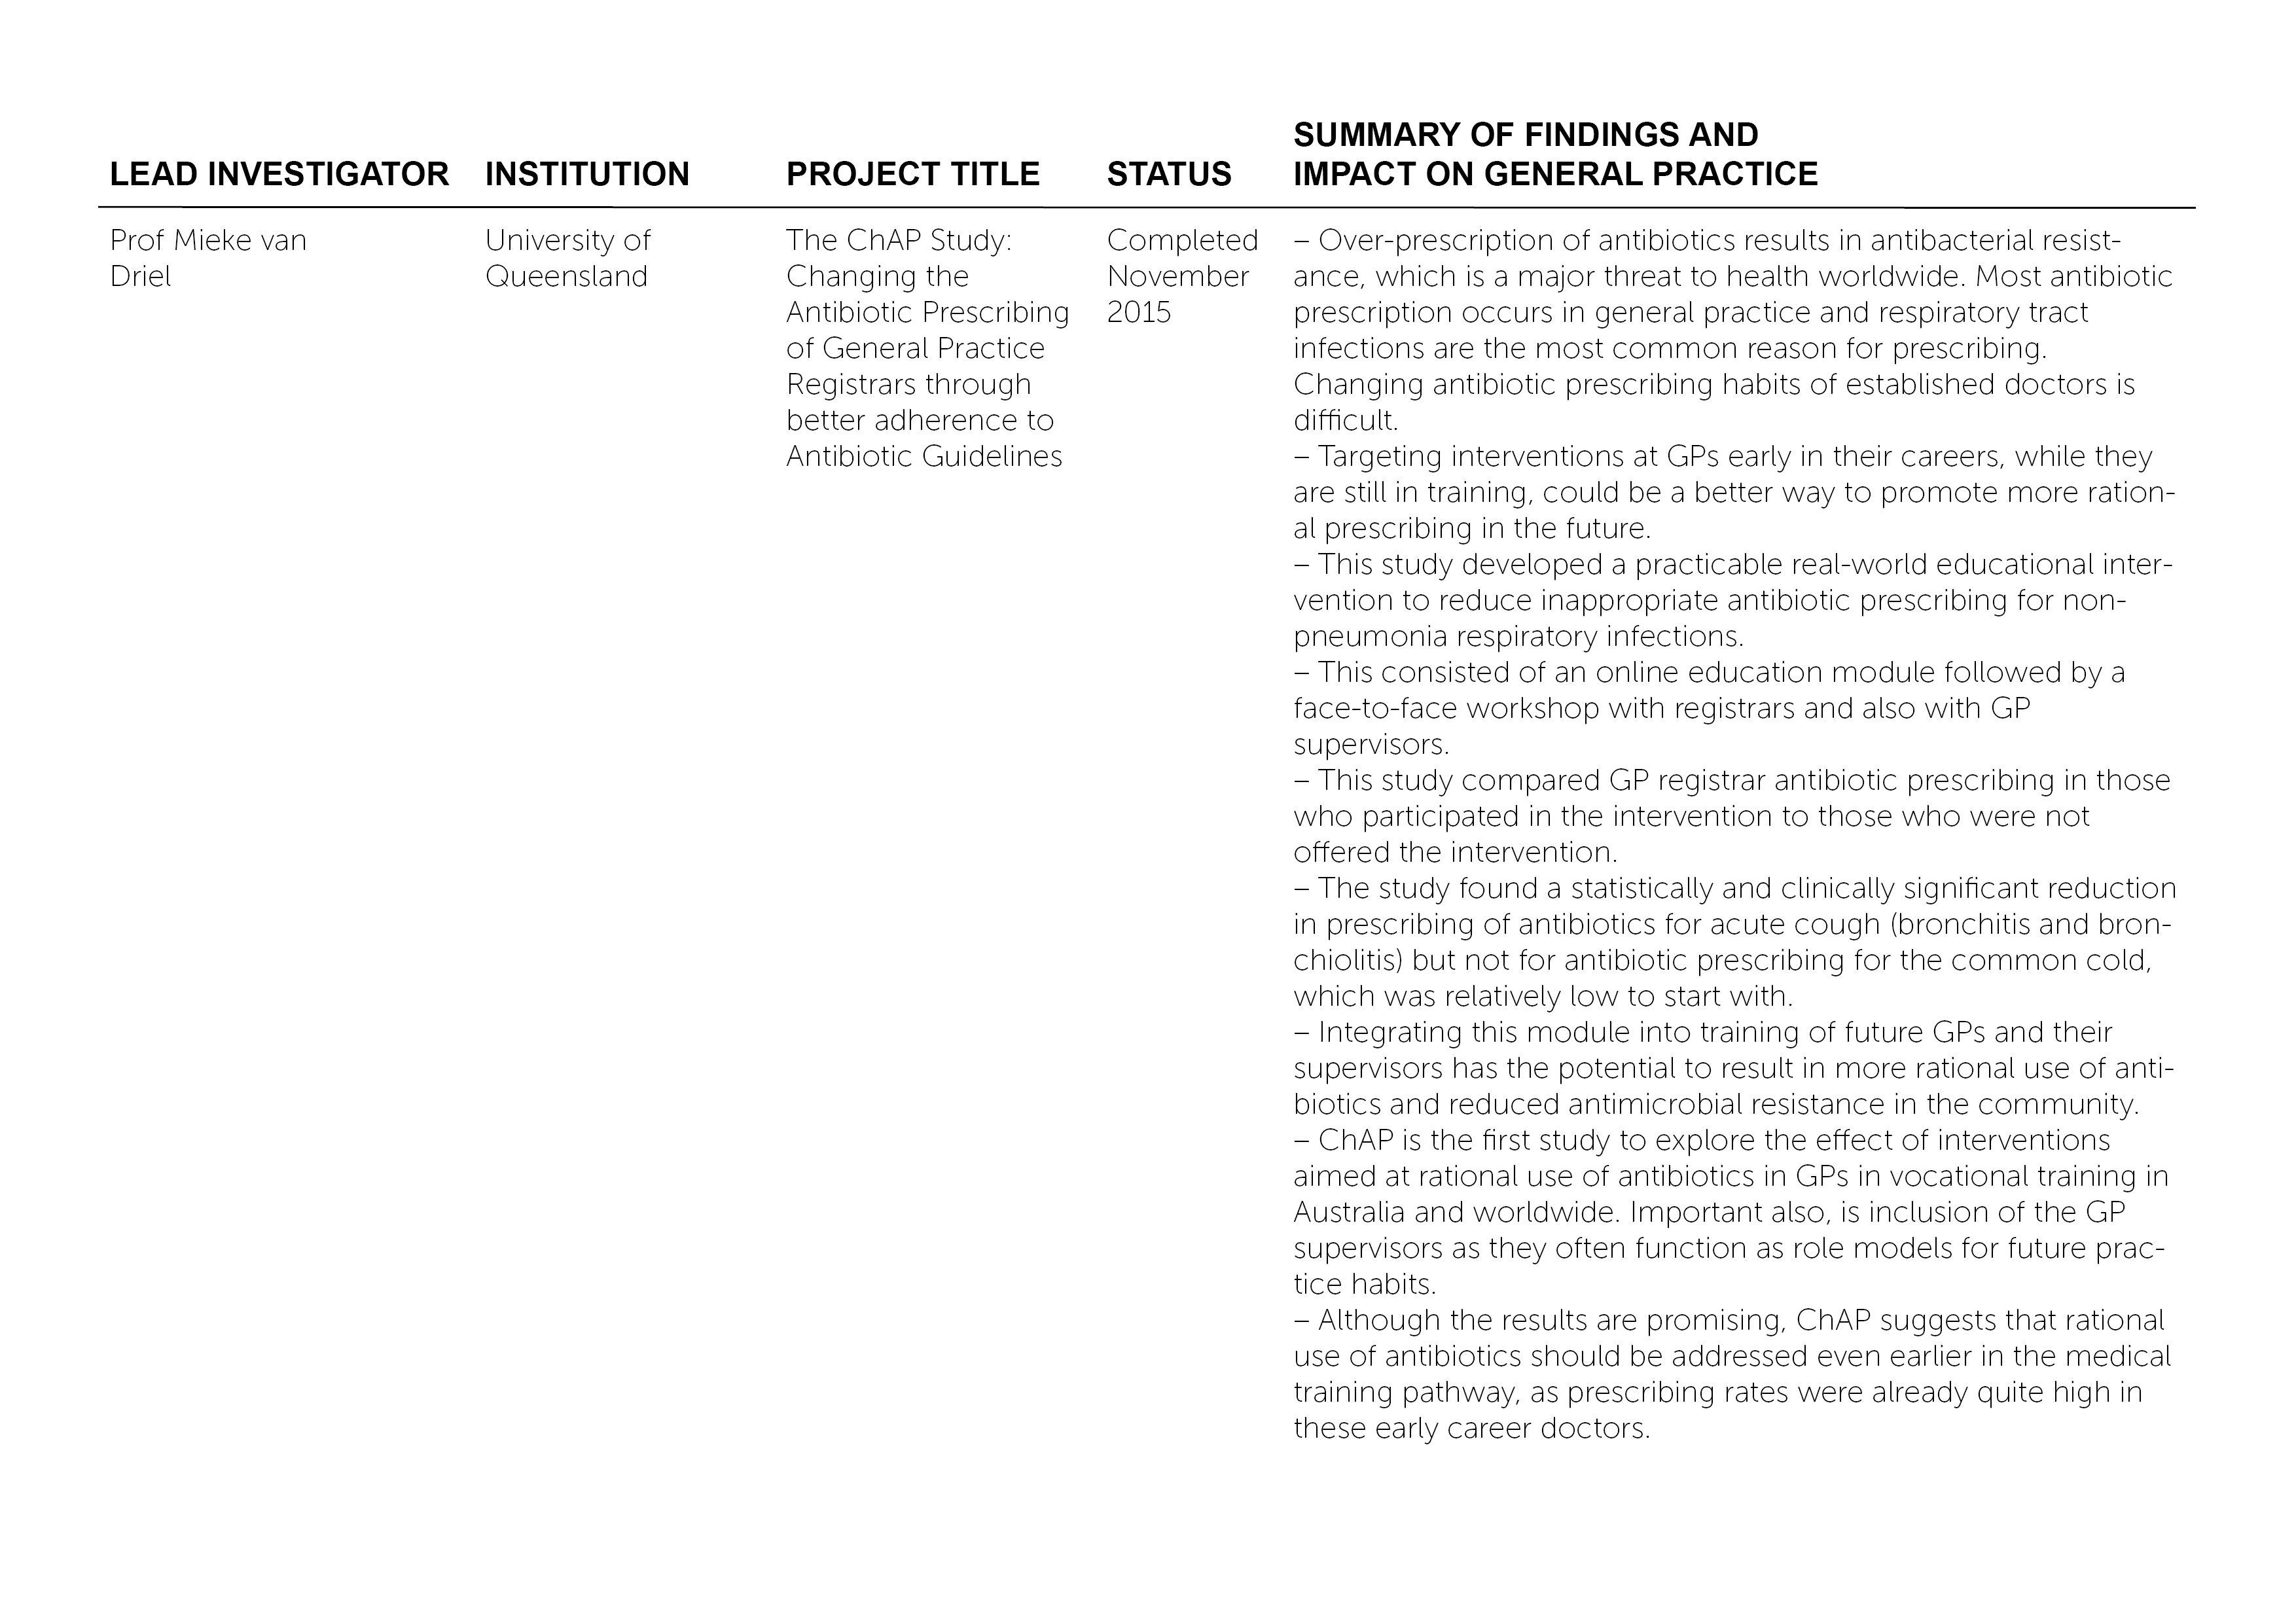 LEAD INVESTIGATOR INSTITUTION PROJECT TITLE STATUS SUMMARY OF FINDINGS AND
IMPACT ON GENERAL PRACTICE
Prof Mieke van
Driel
University of
Queensland
The ChAP Study:
Changing the
Antibiotic Prescribing
of General Practice
Registrars through
better adherence to
Antibiotic Guidelines
Completed
November
2015
– Over-prescription of antibiotics results in antibacterial resist-
ance, which is a major threat to health worldwide. Most antibiotic
prescription occurs in general practice and respiratory tract
infections are the most common reason for prescribing.
Changing antibiotic prescribing habits of established doctors is
difficult.
– Targeting interventions at GPs early in their careers, while they
are still in training, could be a better way to promote more ration-
al prescribing in the future.
– This study developed a practicable real-world educational inter-
vention to reduce inappropriate antibiotic prescribing for non-
pneumonia respiratory infections.
– This consisted of an online education module followed by a
face-to-face workshop with registrars and also with GP
supervisors.
– This study compared GP registrar antibiotic prescribing in those
who participated in the intervention to those who were not
offered the intervention.
– The study found a statistically and clinically significant reduction
in prescribing of antibiotics for acute cough (bronchitis and bron-
chiolitis) but not for antibiotic prescribing for the common cold,
which was relatively low to start with.
– Integrating this module into training of future GPs and their
supervisors has the potential to result in more rational use of anti-
biotics and reduced antimicrobial resistance in the community.
– ChAP is the first study to explore the effect of interventions
aimed at rational use of antibiotics in GPs in vocational training in
Australia and worldwide. Important also, is inclusion of the GP
supervisors as they often function as role models for future prac-
tice habits.
– Although the results are promising, ChAP suggests that rational
use of antibiotics should be addressed even earlier in the medical
training pathway, as prescribing rates were already quite high in
these early career doctors.